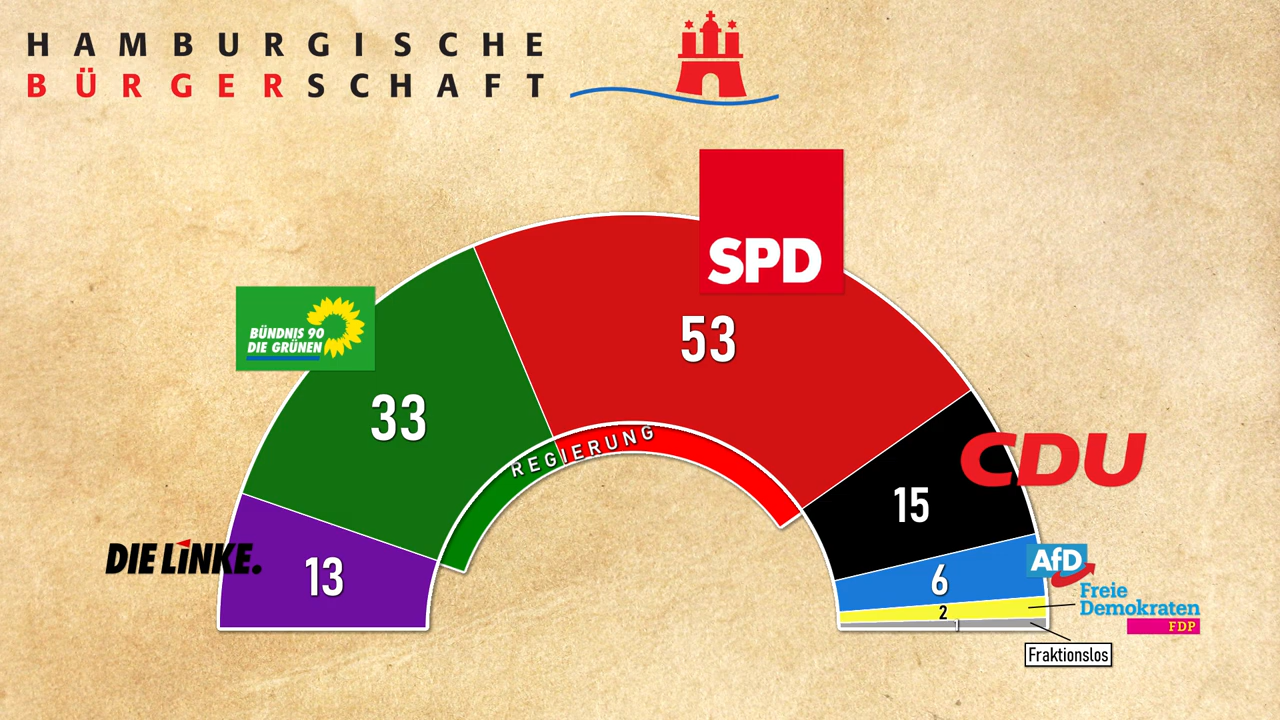 HAMBURGISCHE
BÜRGERSCHAFT
SPD
BÜNDNIS 90
DIE GRÜNEN
53
33
REGIERUNG
CDU
15
DIE LINKE.
13
AfD
6
Freie
Demokraten
FDP
2
1
Fraktionslos